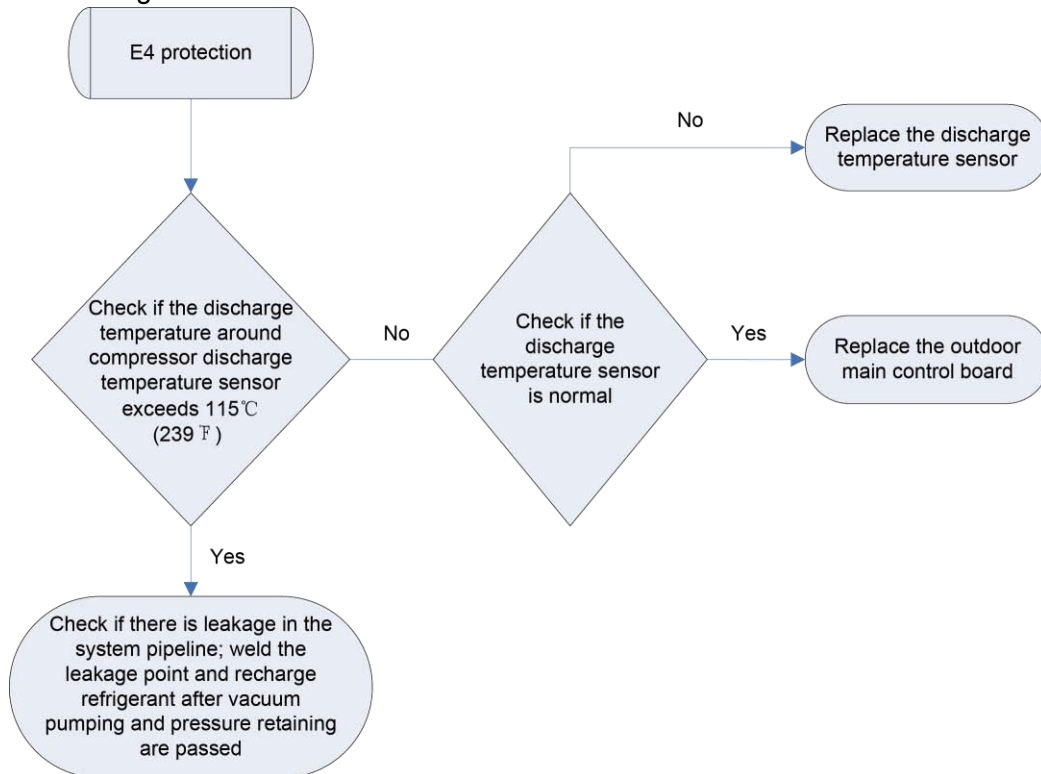 E4 protection
No
Replace the discharge
temperature sensor
Check if the discharge
temperature around
compressor discharge
temperature sensor
exceeds 115℃
(239℉)
No
Check if the
discharge
temperature sensor
is normal
Yes
Replace the outdoor
main control board
Yes
Check if there is leakage in the
system pipeline; weld the
leakage point and recharge
refrigerant after vacuum
pumping and pressure retaining
are passed